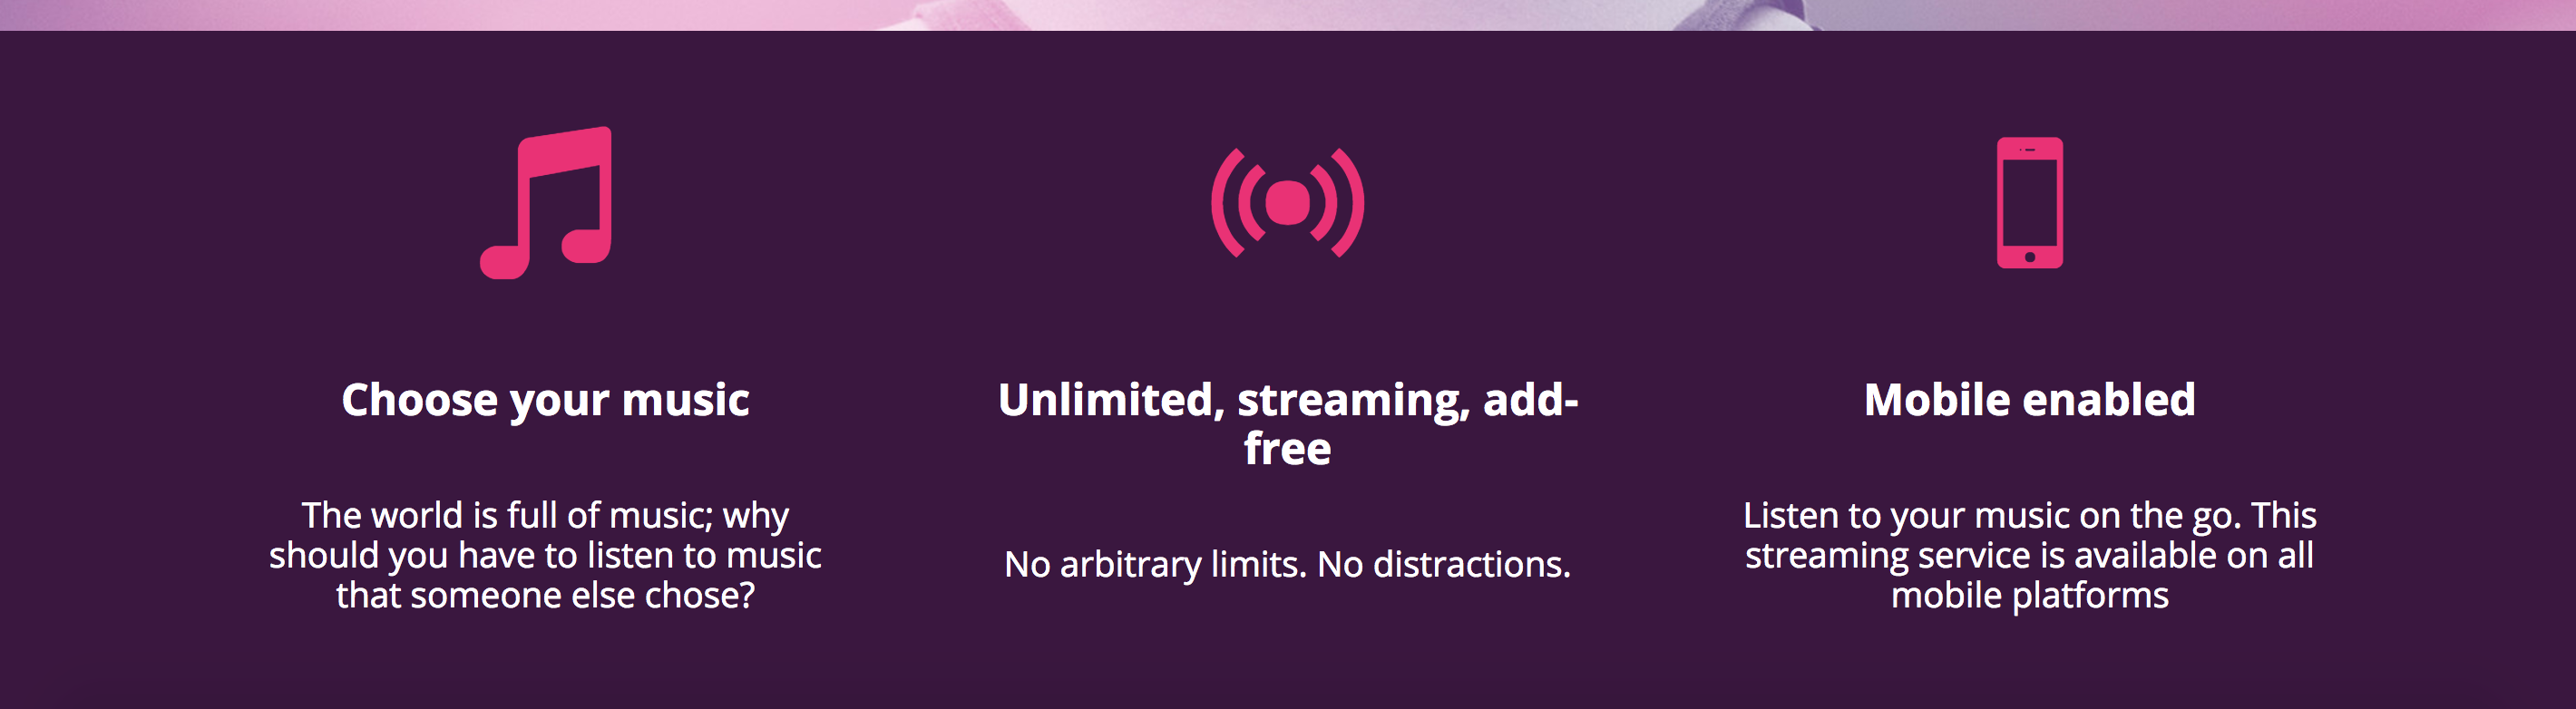 Choose your music
The world is full of music; why
should you have to listen to music
that someone else chose?
Unlimited, streaming, add-
free
No arbitrary limits. No distractions.
Mobile enabled
Listen to your music on the go. This
streaming service is available on all
mobile platforms